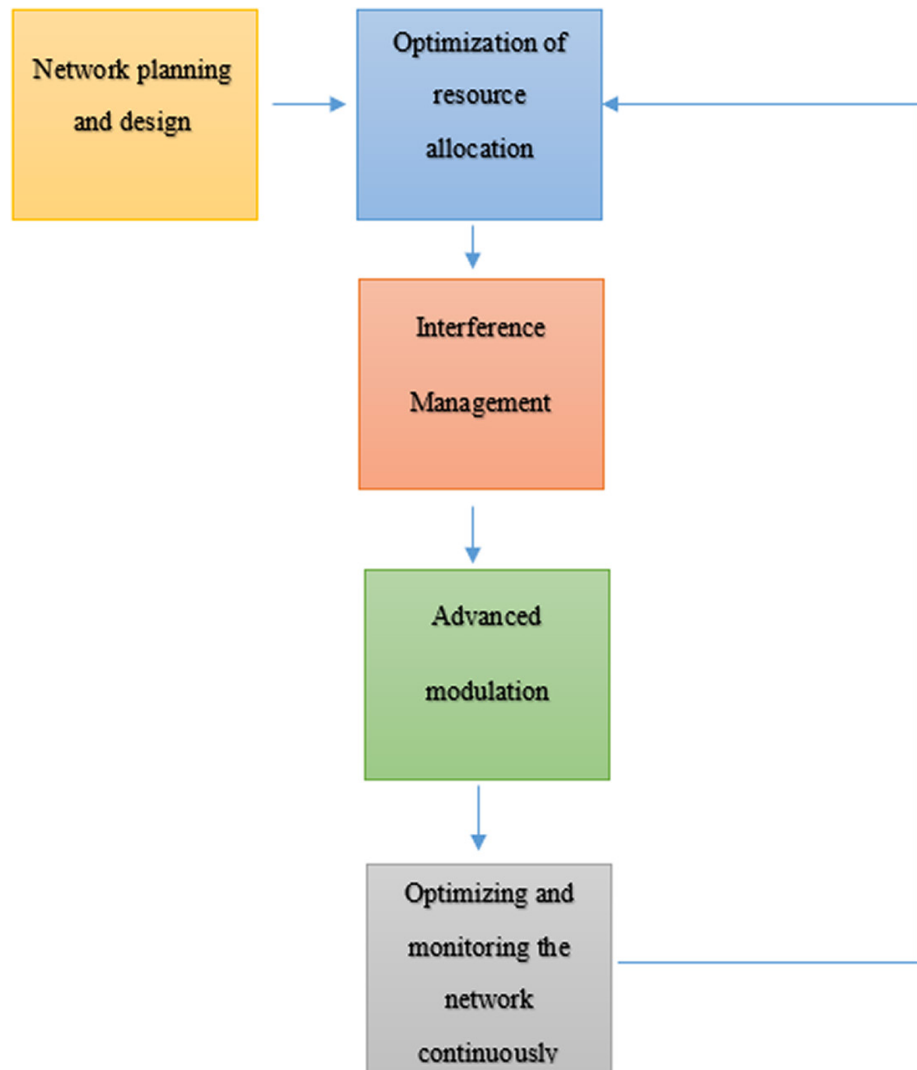 Network planning
and design
Optimization of
resource
allocation
Interference
Management
Advanced
modulation
Optimizing and
monitoring the
network
continuously